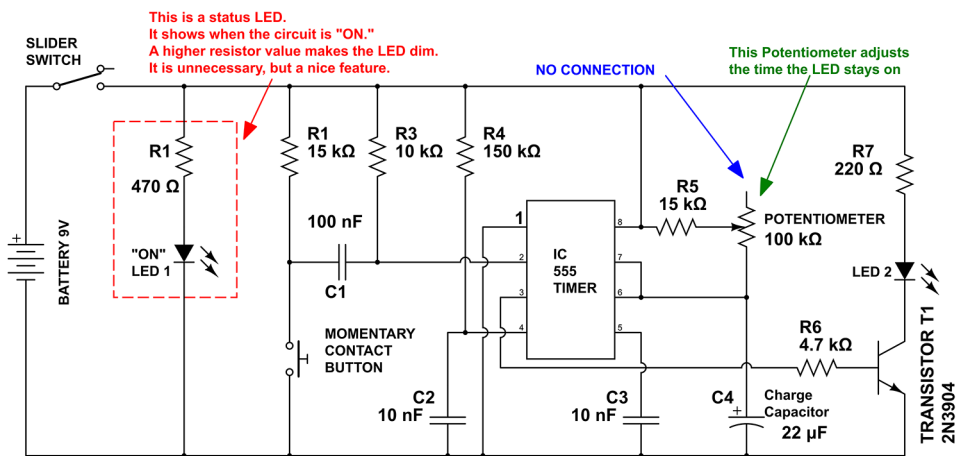 This is a status LED.
It shows when the circuit is "ON."
A higher resistor value makes the LED dim.
It is unnecessary, but a nice feature.
SLIDER
SWITCH
NO CONNECTION
This Potentiometer adjusts
the time the LED stays on
R1
470 Ω
"ON"
LED 1
+
BATTERY 9V
R1
15 kΩ
R3
10 kΩ
R4
150 kΩ
100 nF
C1
MOMENTARY
CONTACT
BUTTON
C2
10 nF
1
2
3
4
IC
555
TIMER
8
7
6
5
R5
15 kΩ
POTENTIOMETER
100 kΩ
R7
220 Ω
LED 2
R6
4.7 kΩ
C3
10 nF
C4
+
Charge
Capacitor
22 µF
TRANSISTOR T1
2N3904